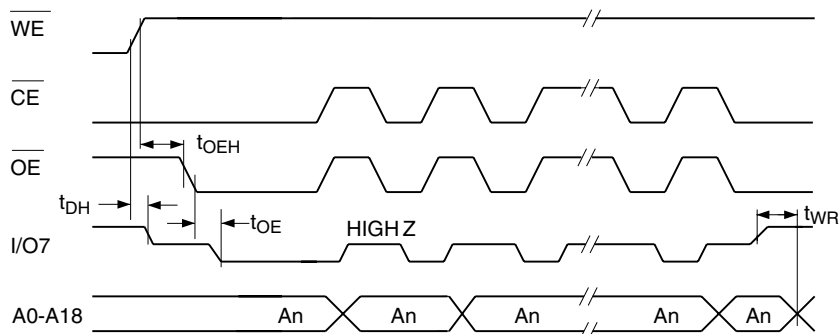 WE
CE
tOEH
OE
tDH
tOE
HIGH Z
tWR
I/O7
A0-A18
An An An An An